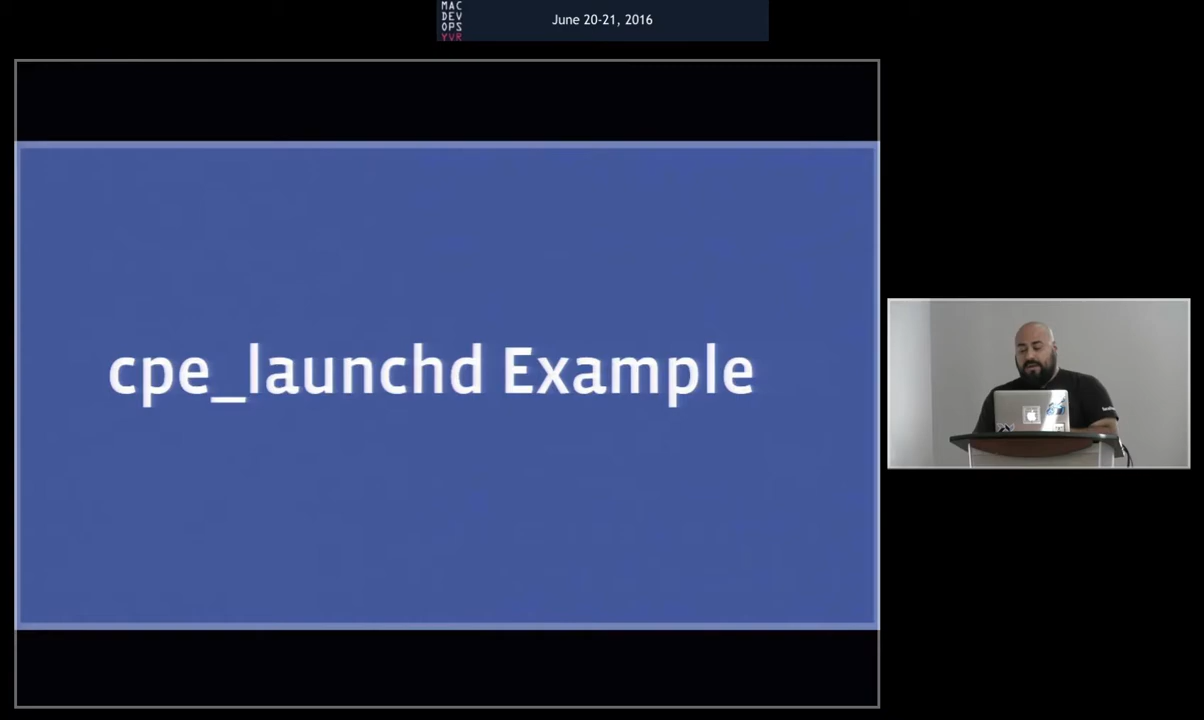 MAC
DEV
OPS
YVR
June 20-21, 2016
cpe_launchd Example